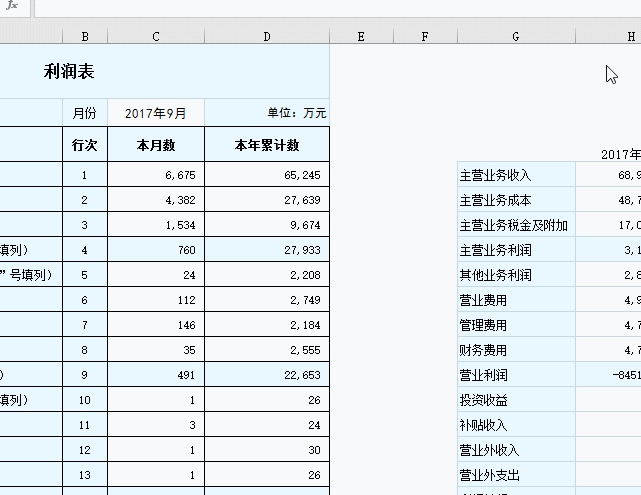 fx
B C D E F G H
利润表
月份 2017年9月 单位：万元
行次 本月数 本年累计数 2017年
1 6,675 65,245 主营业务收入 68,9
2 4,382 27,639 主营业务成本 48,7
3 1,534 9,674 主营业务税金及附加 17,0
填列） 4 760 27,933 主营业务利润 3,1
”号填列） 5 24 2,208 其他业务利润 2,8
6 112 2,749 营业费用 4,9
7 146 2,184 管理费用 4,7
8 35 2,555 财务费用 4,7
） 9 491 22,653 营业利润 -8451
填列） 10 1 26 投资收益
11 3 24 补贴收入
12 1 30 营业外收入
13 1 26 营业外支出